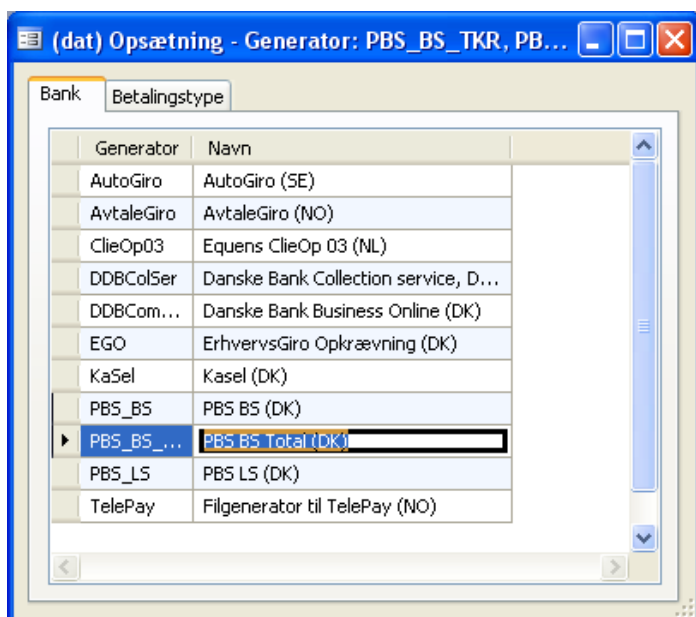 (dat) Opsætning - Generator: PBS_BS_TKR, PB...
Bank Betalingstype
Generator Navn
AutoGiro AutoGiro (SE)
AvtaleGiro AvtaleGiro (NO)
ClieOp03 Equens ClieOp 03 (NL)
DDBColSer Danske Bank Collection service, D...
DDBCom... Danske Bank Business Online (DK)
EGO ErhvervsGiro Opkrævning (DK)
KaSel Kasel (DK)
PBS_BS PBS BS (DK)
PBS_BS_... PBS BS Total (DK)
PBS_LS PBS LS (DK)
TelePay Filgenerator til TelePay (NO)